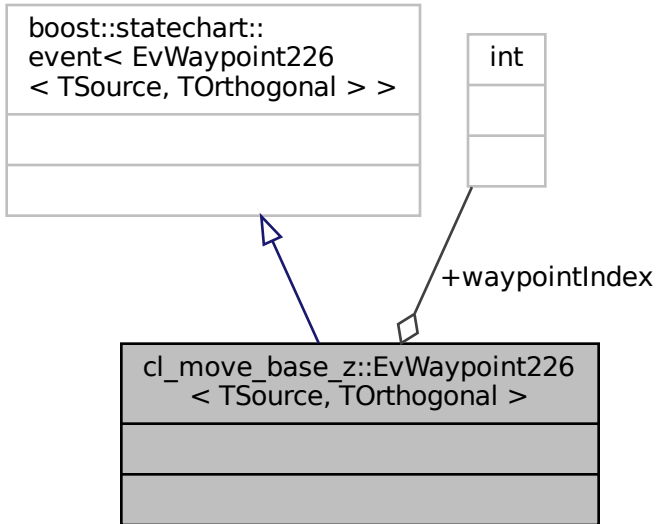 boost::statechart::
event< EvWaypoint226
< TSource, TOrthogonal > >
int
+waypointIndex
cl_move_base_z::EvWaypoint226
< TSource, TOrthogonal >